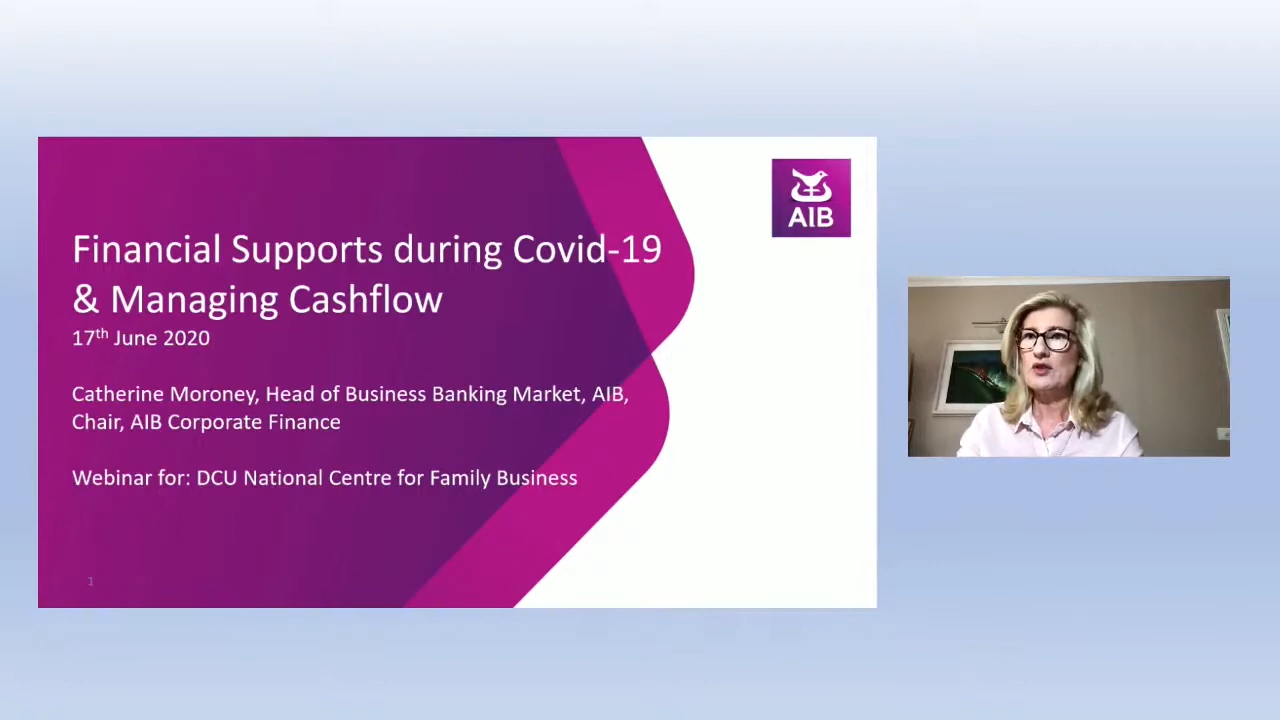 AIB
Financial Supports during Covid-19
& Managing Cashflow
17th June 2020
Catherine Moroney, Head of Business Banking Market, AIB,
Chair, AIB Corporate Finance
Webinar for: DCU National Centre for Family Business
1